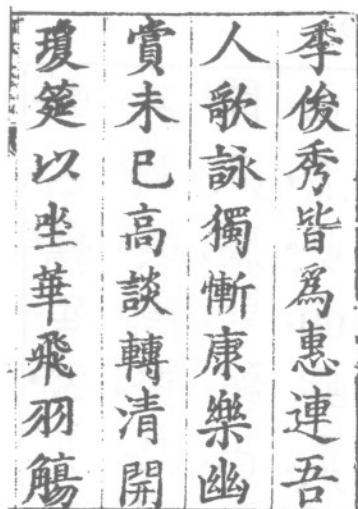 季俊秀皆爲惠連吾
人歌詠獨慚康樂幽
賞未已高談轉清開
瓊筵以坐華飛羽觴